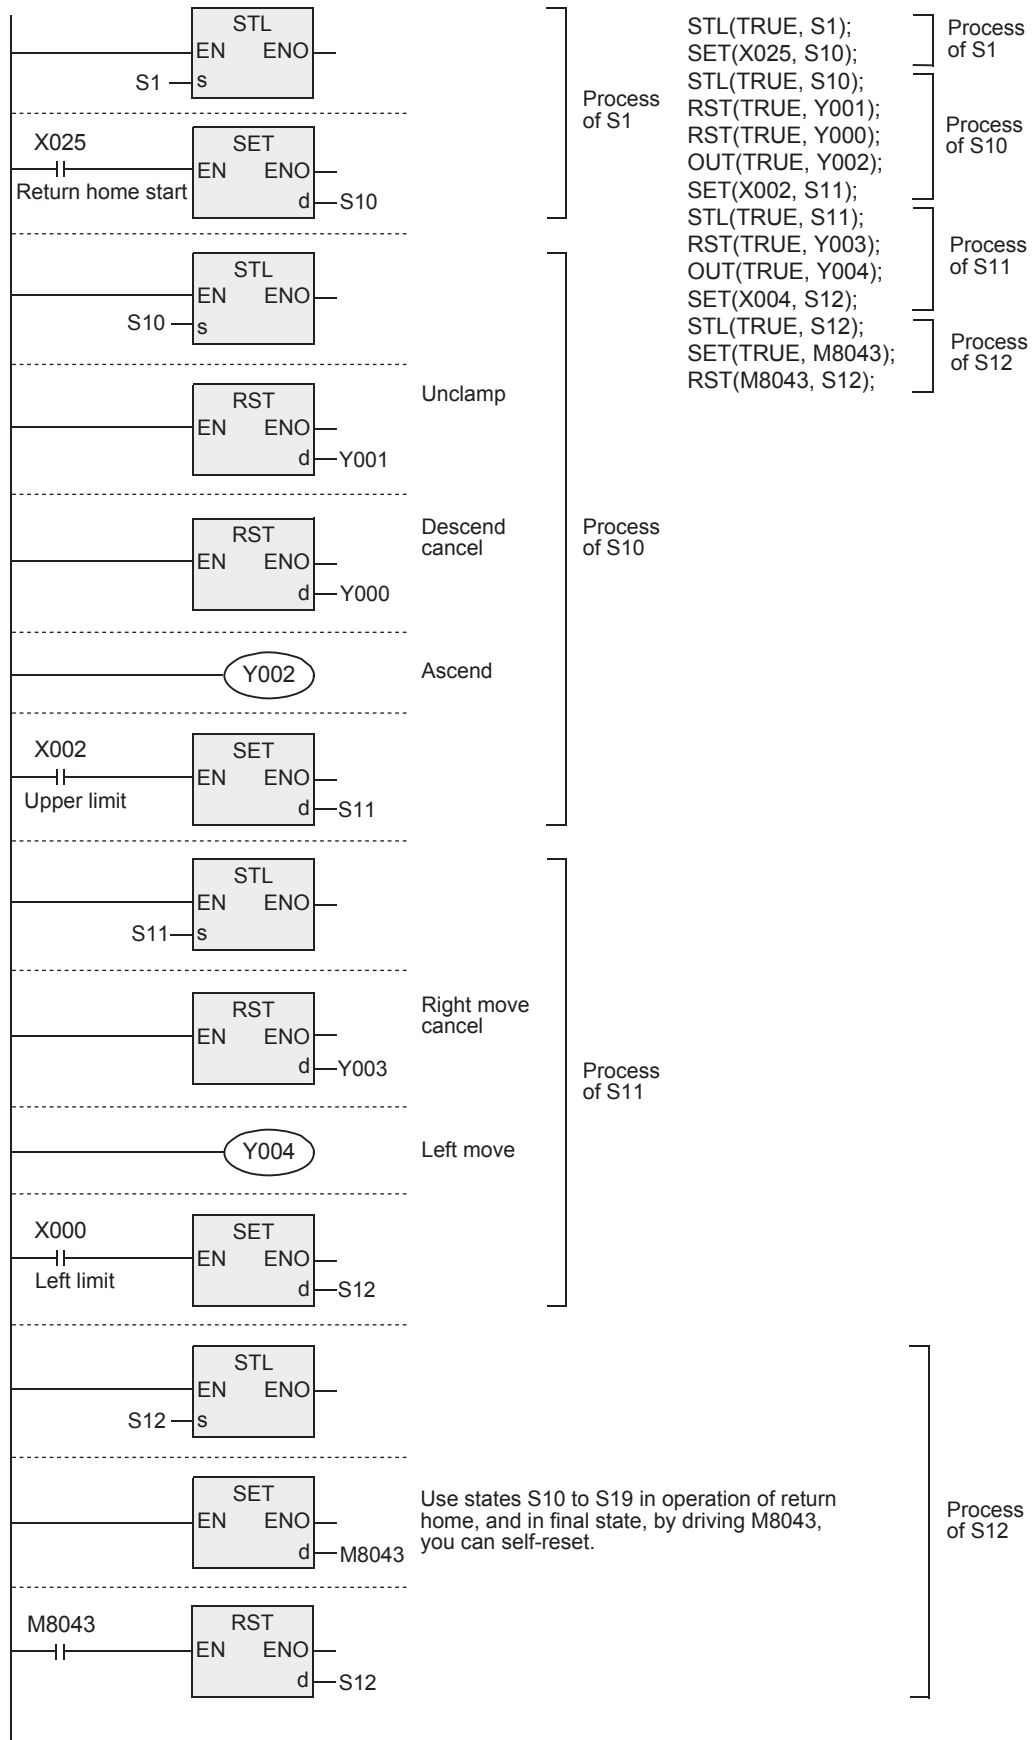 STL
EN ENO
S1 s
X025
Return home start
SET
EN ENO
d S10
Process
of S1
STL
EN ENO
S10 s
RST
EN ENO
d Y001
Unclamp
RST
EN ENO
d Y000
Descend
cancel
Y002
Ascend
X002
Upper limit
SET
EN ENO
d S11
Process
of S10
STL
EN ENO
S11 s
RST
EN ENO
d Y003
Right move
cancel
Y004
Left move
X000
Left limit
SET
EN ENO
d S12
Process
of S11
STL
EN ENO
S12 s
SET
EN ENO
d M8043
Use states S10 to S19 in operation of return
home, and in final state, by driving M8043,
you can self-reset.
M8043
RST
EN ENO
d S12
Process
of S12
STL(TRUE, S1);
SET(X025, S10);
Process
of S1
STL(TRUE, S10);
RST(TRUE, Y001);
RST(TRUE, Y000);
OUT(TRUE, Y002);
SET(X002, S11);
Process
of S10
STL(TRUE, S11);
RST(TRUE, Y003);
OUT(TRUE, Y004);
SET(X004, S12);
Process
of S11
STL(TRUE, S12);
SET(TRUE, M8043);
RST(M8043, S12);
Process
of S12